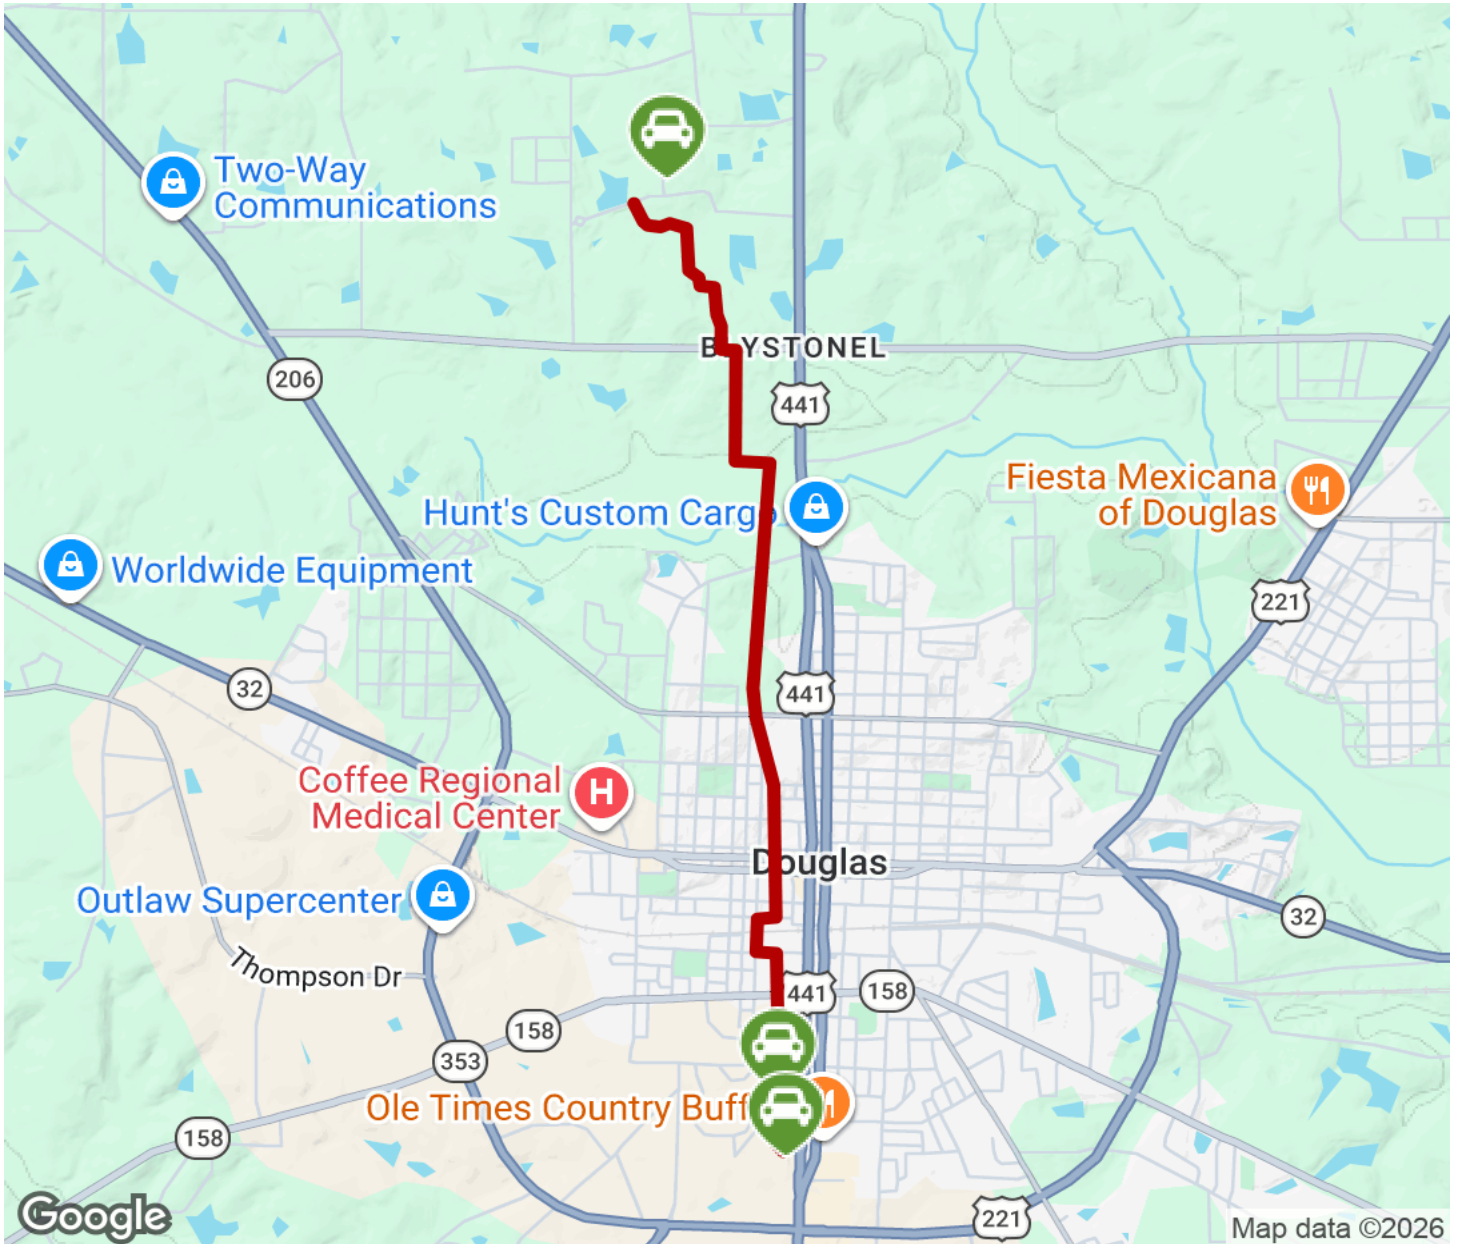 Two-Way
Communications
B YSTONEL
206
441
Fiesta Mexicana
of Douglas
Hunt's Custom Carg
Worldwide Equipment
221
32
441
Coffee Regional
Medical Center
H
Douglas
Outlaw Supercenter
32
Thompson Dr
441
158
158
353
Ole Times Country Buff
158
221
Google
Map data ©2026